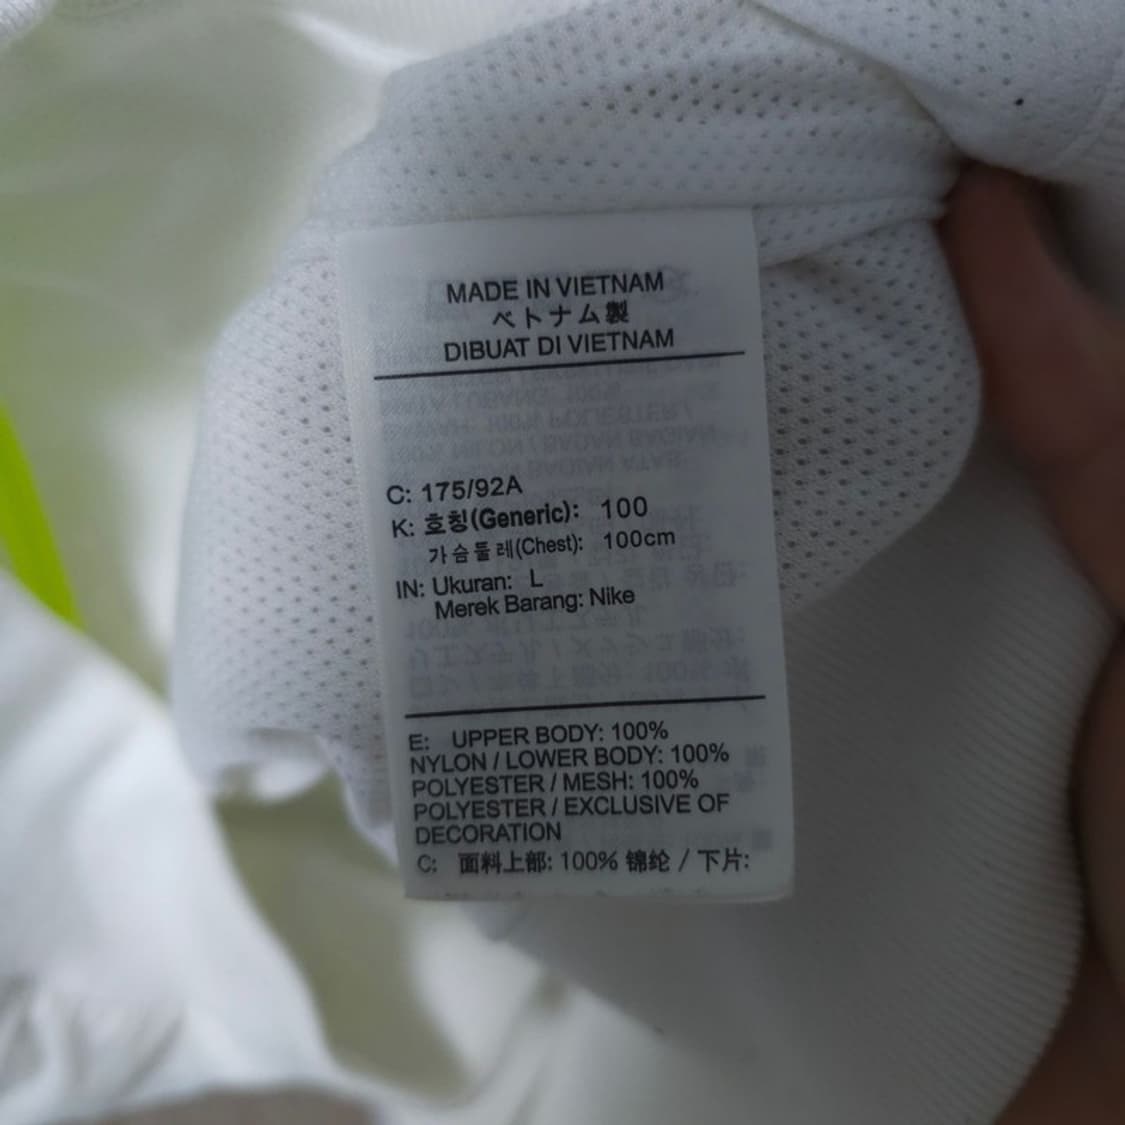 MADE IN VIETNAM
ベトナム製
DIBUAT DI VIETNAM
C: 175/92A
K: 호칭(Generic): 100
가슴둘레(Chest): 100cm
IN: Ukuran: L
Merek Barang: Nike
E: UPPER BODY: 100%
NYLON / LOWER BODY: 100%
POLYESTER / MESH: 100%
POLYESTER / EXCLUSIVE OF
DECORATION
C: 面料上部: 100% 锦纶 / 下片: